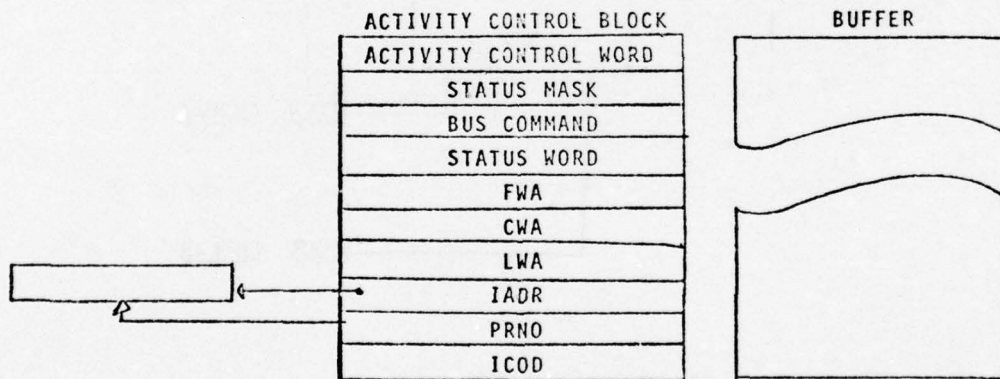 ACTIVITY CONTROL BLOCK
BUFFER
ACTIVITY CONTROL WORD
STATUS MASK
BUS COMMAND
STATUS WORD
FWA
CWA
LWA
IADR
PRNO
ICOD